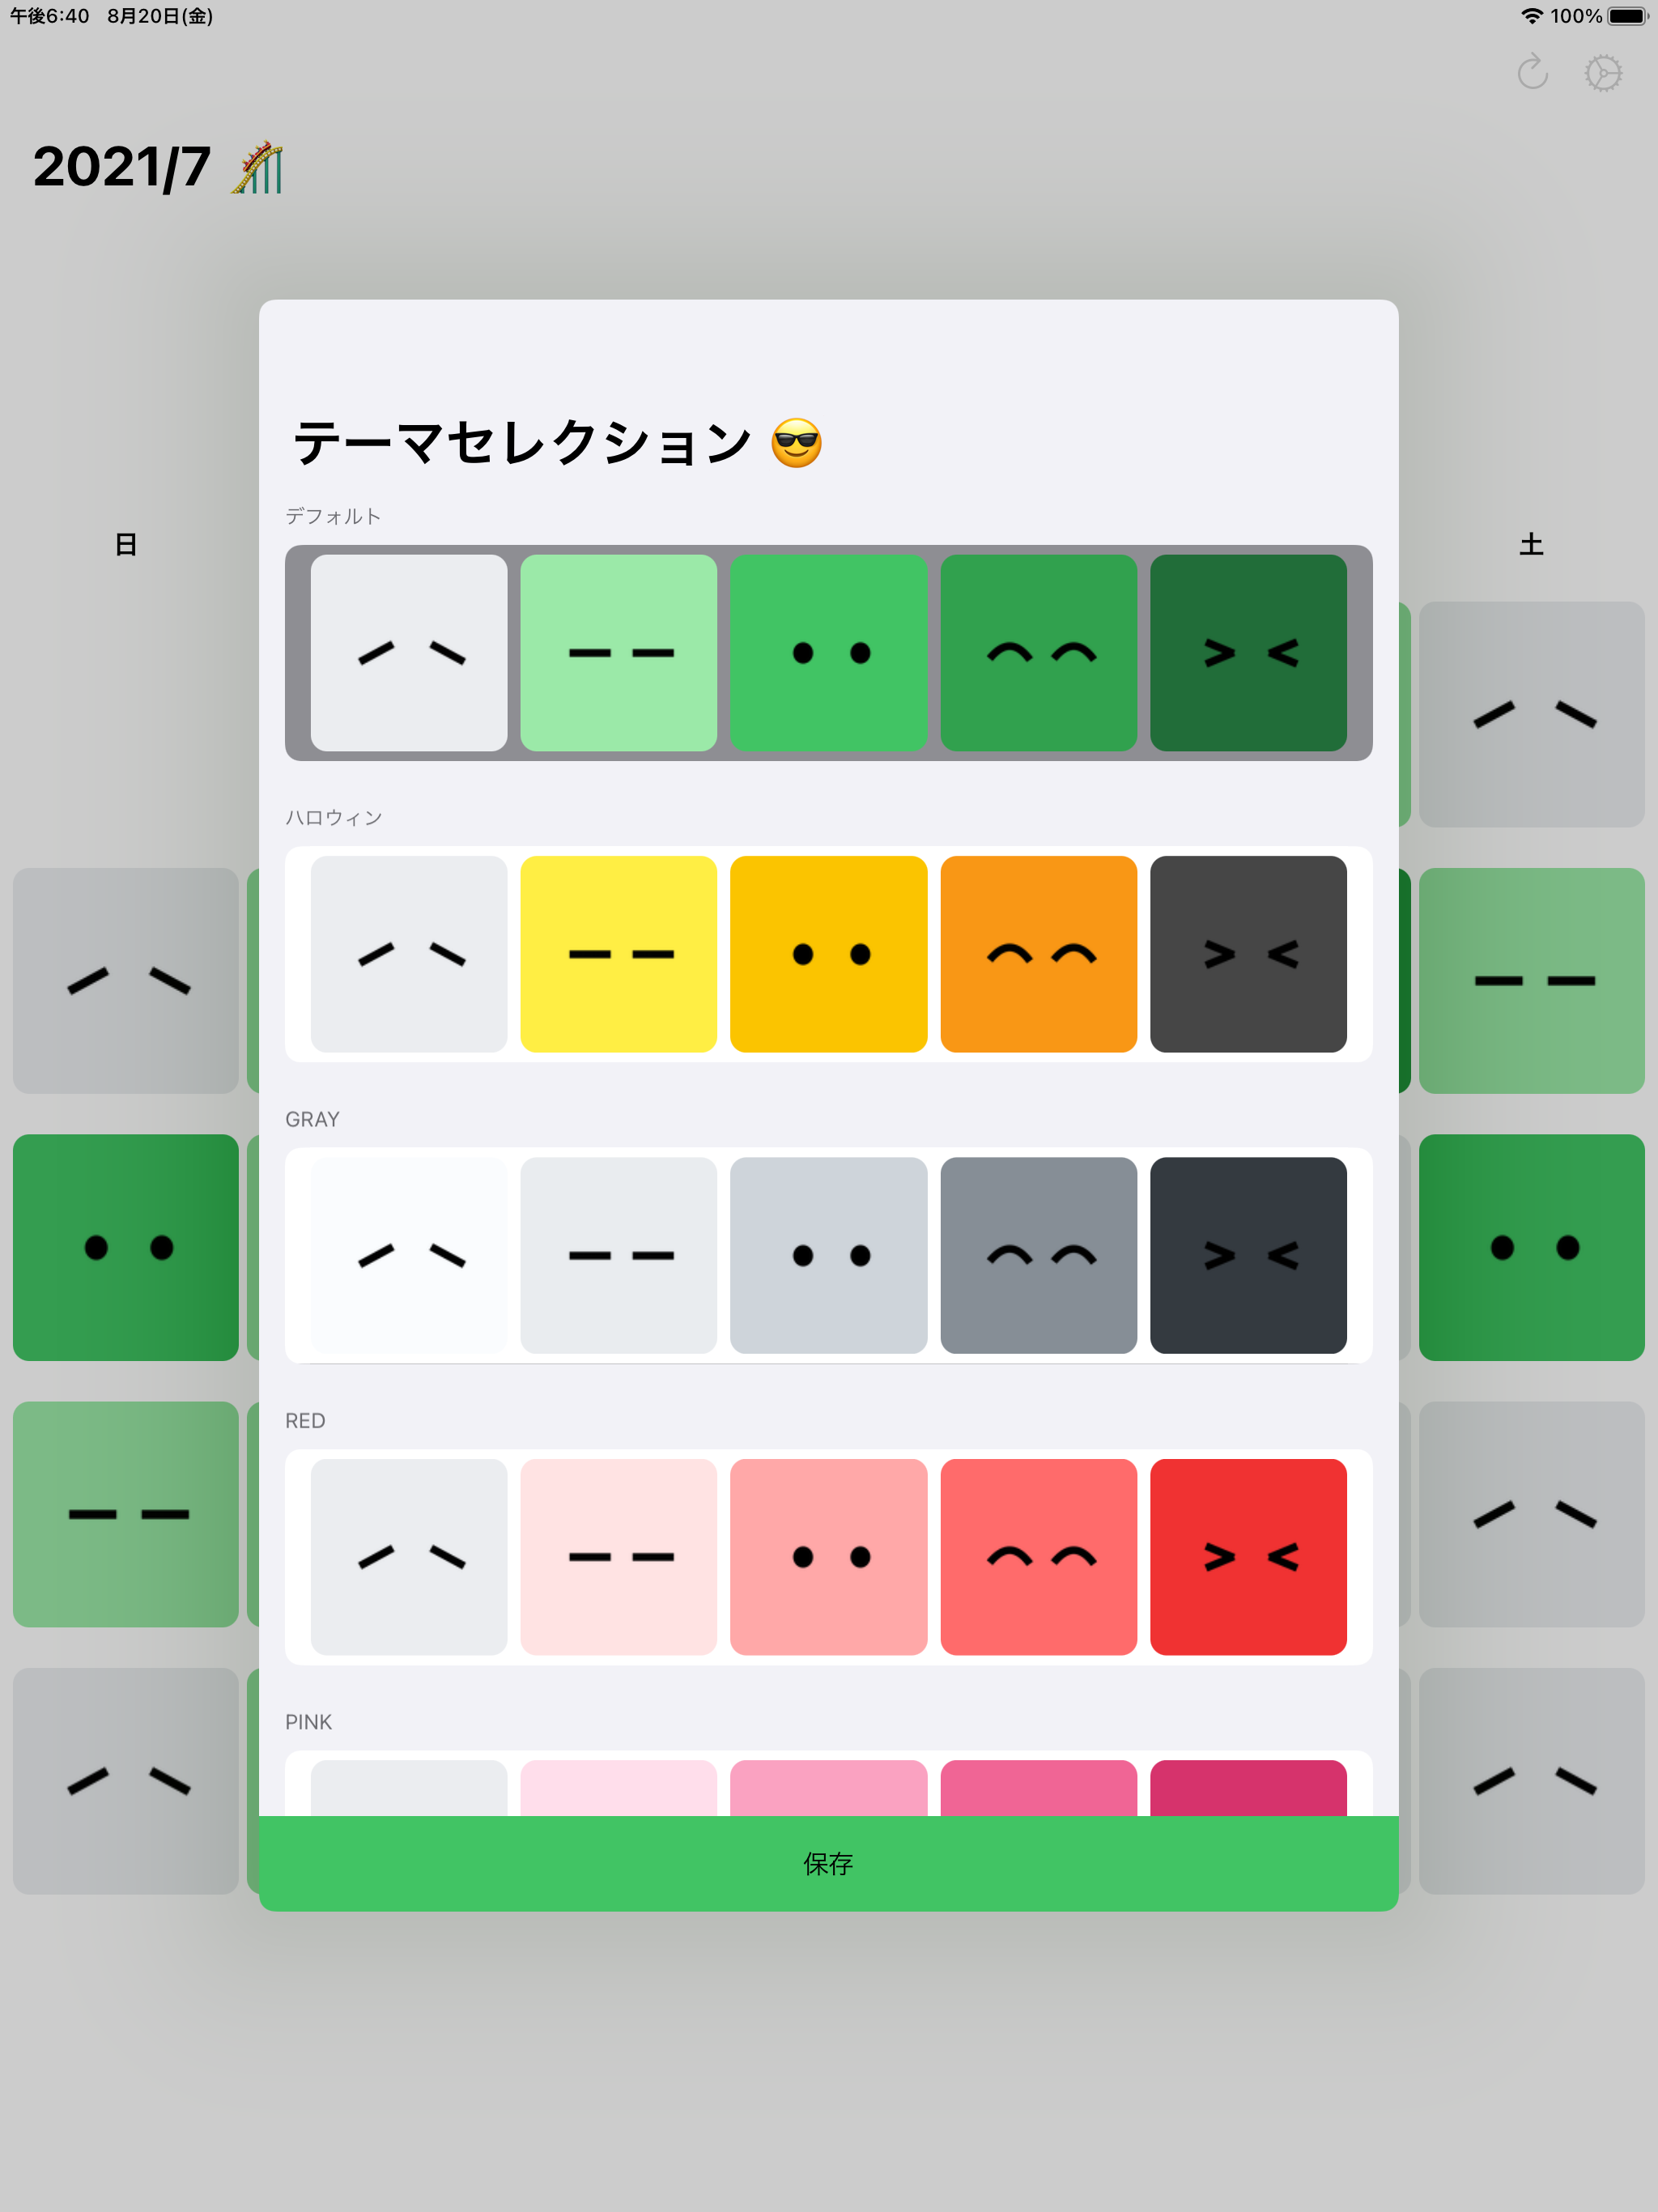 午後6:40 8月20日(金) 100%
2021/7 🎢
テーマセレクション 😎
デフォルト
日 土
ハロウィン
GRAY
RED
PINK
保存